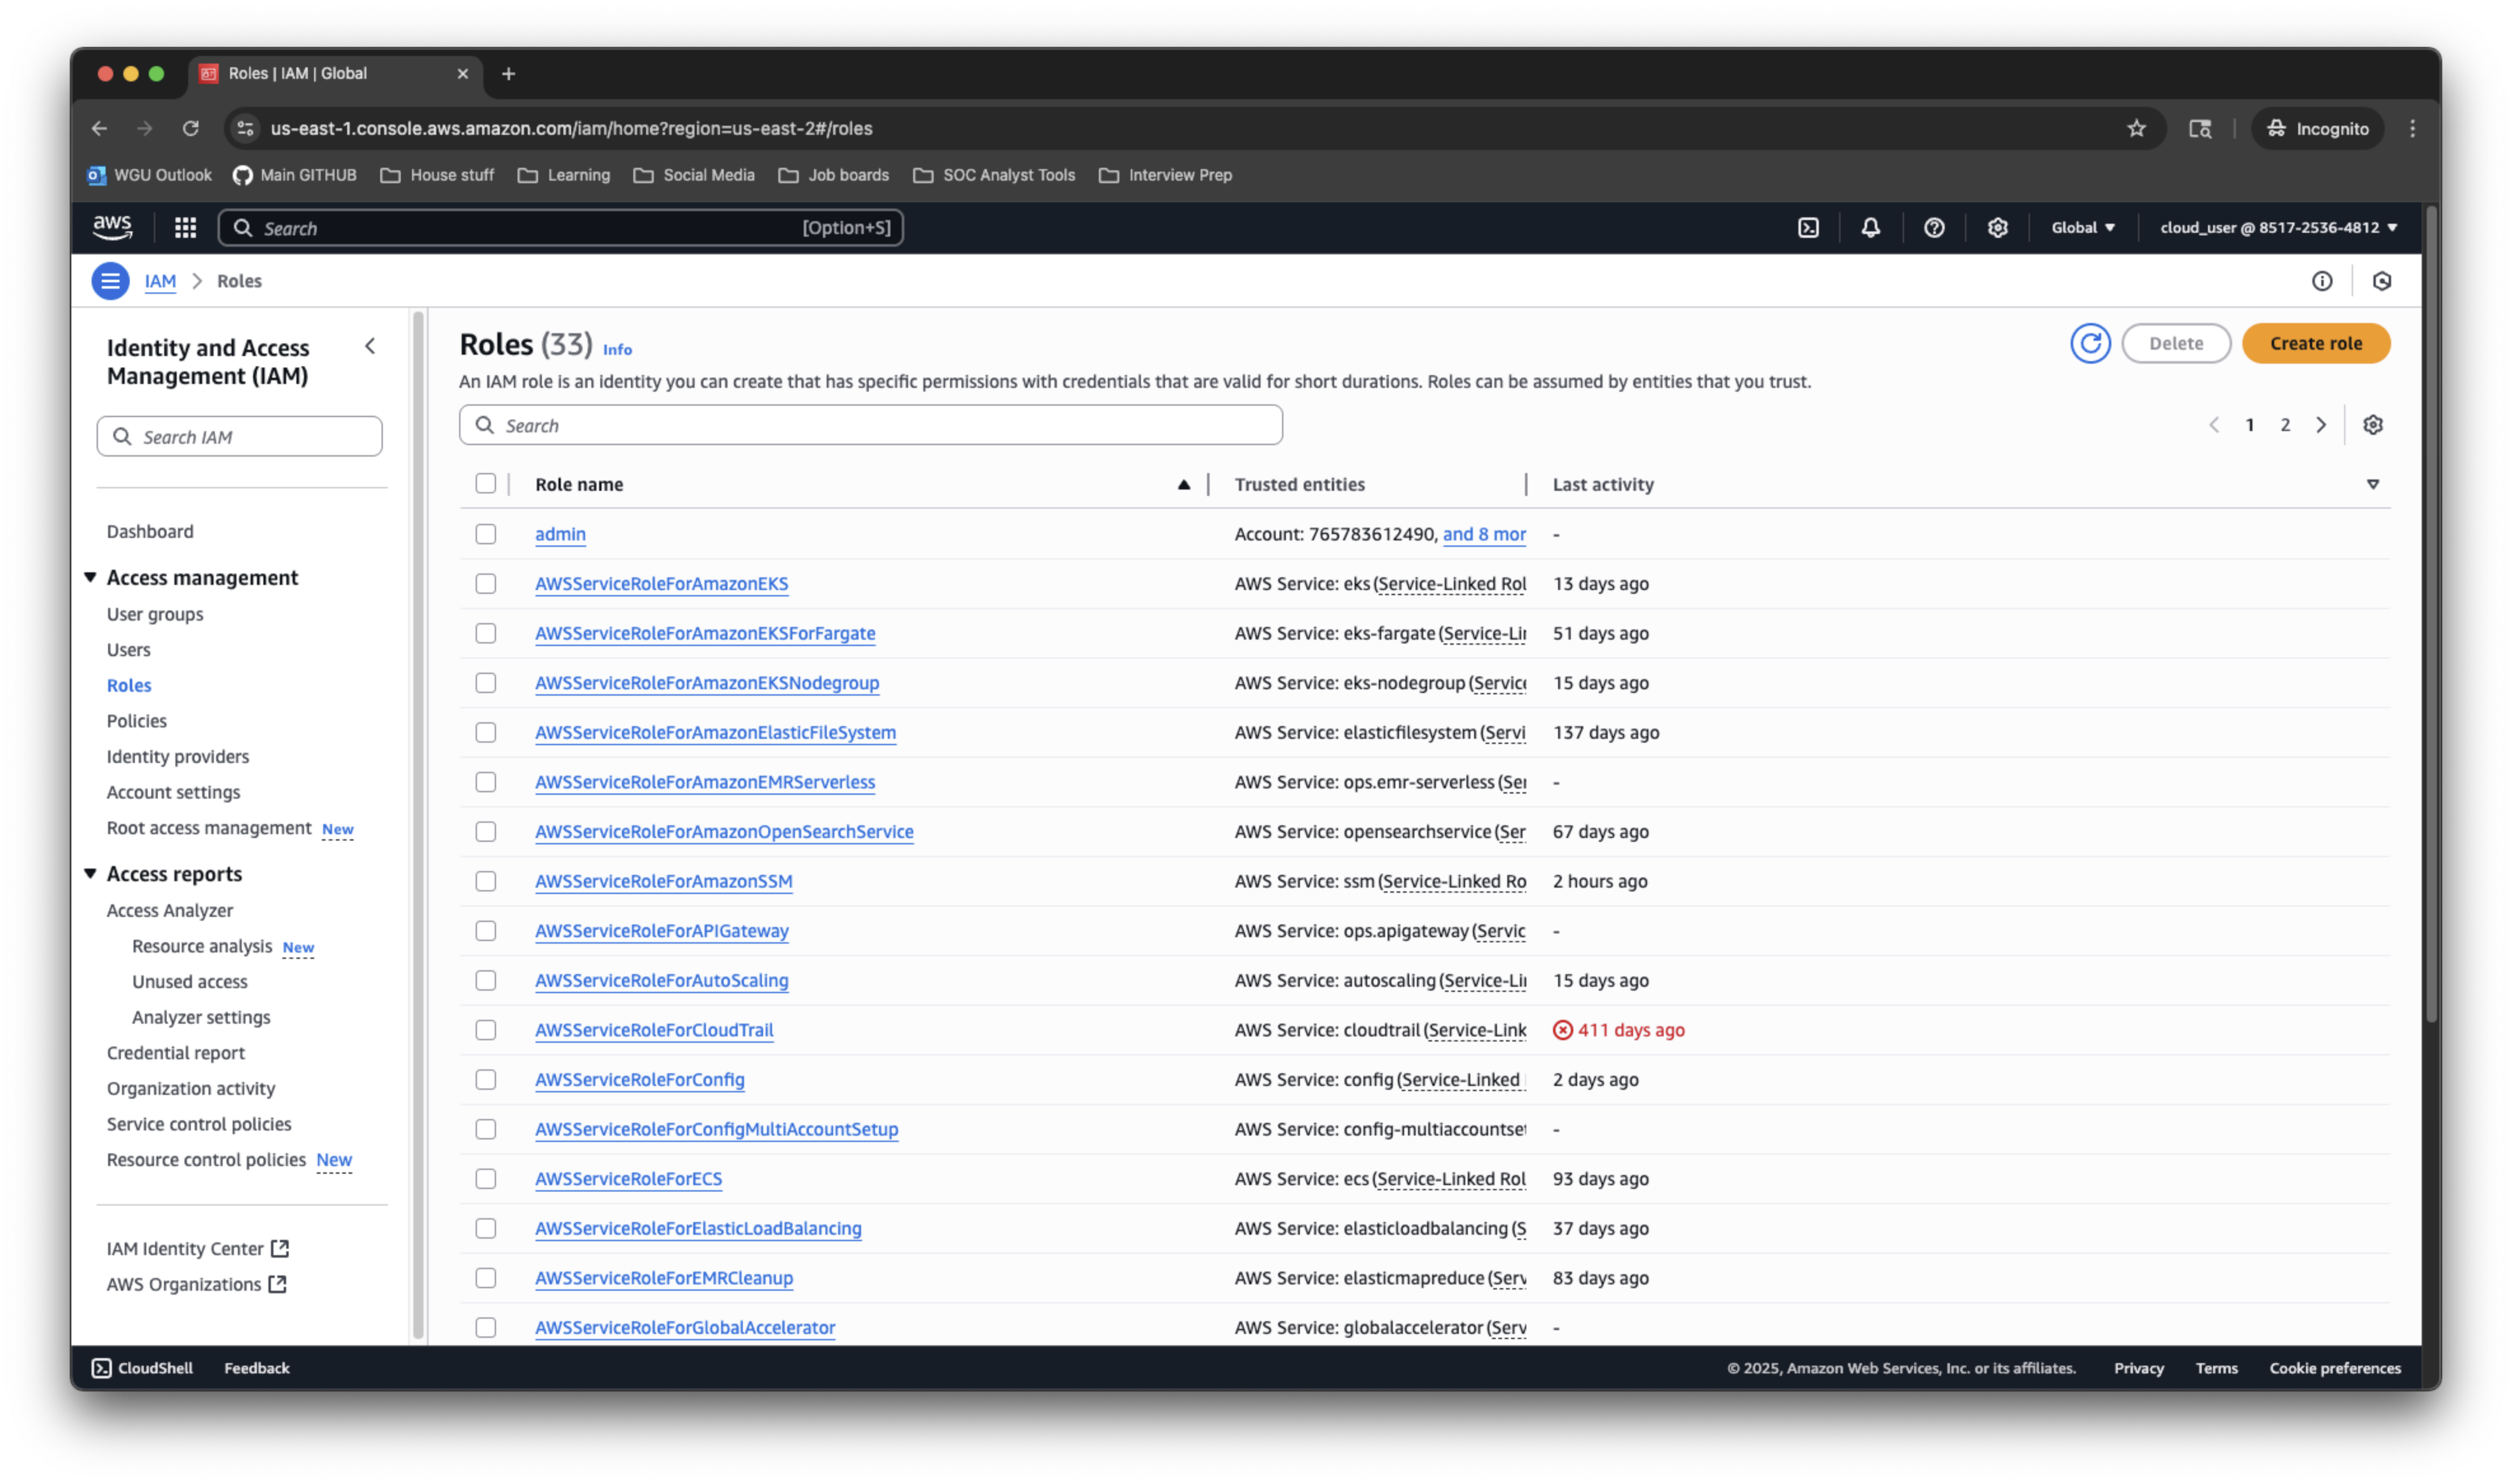 Roles | IAM | Global
us-east-1.console.aws.amazon.com/iam/home?region=us-east-2#/roles
Incognito
WGU Outlook Main GITHUB House stuff Learning Social Media Job boards SOC Analyst Tools Interview Prep
aws Search [Option+S] Global cloud_user @ 8517-2536-4812
IAM > Roles
Identity and Access
Management (IAM)
Search IAM
Dashboard
Access management
User groups
Users
Roles
Policies
Identity providers
Account settings
Root access management New
Access reports
Access Analyzer
Resource analysis New
Unused access
Analyzer settings
Credential report
Organization activity
Service control policies
Resource control policies New
IAM Identity Center
AWS Organizations
Roles (33) Info
Delete
Create role
An IAM role is an identity you can create that has specific permissions with credentials that are valid for short durations. Roles can be assumed by entities that you trust.
Search
1 2
Role name Trusted entities Last activity
admin Account: 765783612490, and 8 mor -
AWSServiceRoleForAmazonEKS AWS Service: eks (Service-Linked Rol 13 days ago
AWSServiceRoleForAmazonEKSForFargate AWS Service: eks-fargate (Service-Lin 51 days ago
AWSServiceRoleForAmazonEKSNodegroup AWS Service: eks-nodegroup (Service 15 days ago
AWSServiceRoleForAmazonElasticFileSystem AWS Service: elasticfilesystem (Servi 137 days ago
AWSServiceRoleForAmazonEMRServerless AWS Service: ops.emr-serverless (Ser -
AWSServiceRoleForAmazonOpenSearchService AWS Service: opensearchservice (Ser 67 days ago
AWSServiceRoleForAmazonSSM AWS Service: ssm (Service-Linked Ro 2 hours ago
AWSServiceRoleForAPIGateway AWS Service: ops.apigateway (Servic -
AWSServiceRoleForAutoScaling AWS Service: autoscaling (Service-Lin 15 days ago
AWSServiceRoleForCloudTrail AWS Service: cloudtrail (Service-Link 411 days ago
AWSServiceRoleForConfig AWS Service: config (Service-Linked 2 days ago
AWSServiceRoleForConfigMultiAccountSetup AWS Service: config-multiaccountset -
AWSServiceRoleForECS AWS Service: ecs (Service-Linked Rol 93 days ago
AWSServiceRoleForElasticLoadBalancing AWS Service: elasticloadbalancing (S 37 days ago
AWSServiceRoleForEMRCleanup AWS Service: elasticmapreduce (Serv 83 days ago
AWSServiceRoleForGlobalAccelerator AWS Service: globalaccelerator (Serv -
CloudShell Feedback © 2025, Amazon Web Services, Inc. or its affiliates. Privacy Terms Cookie preferences